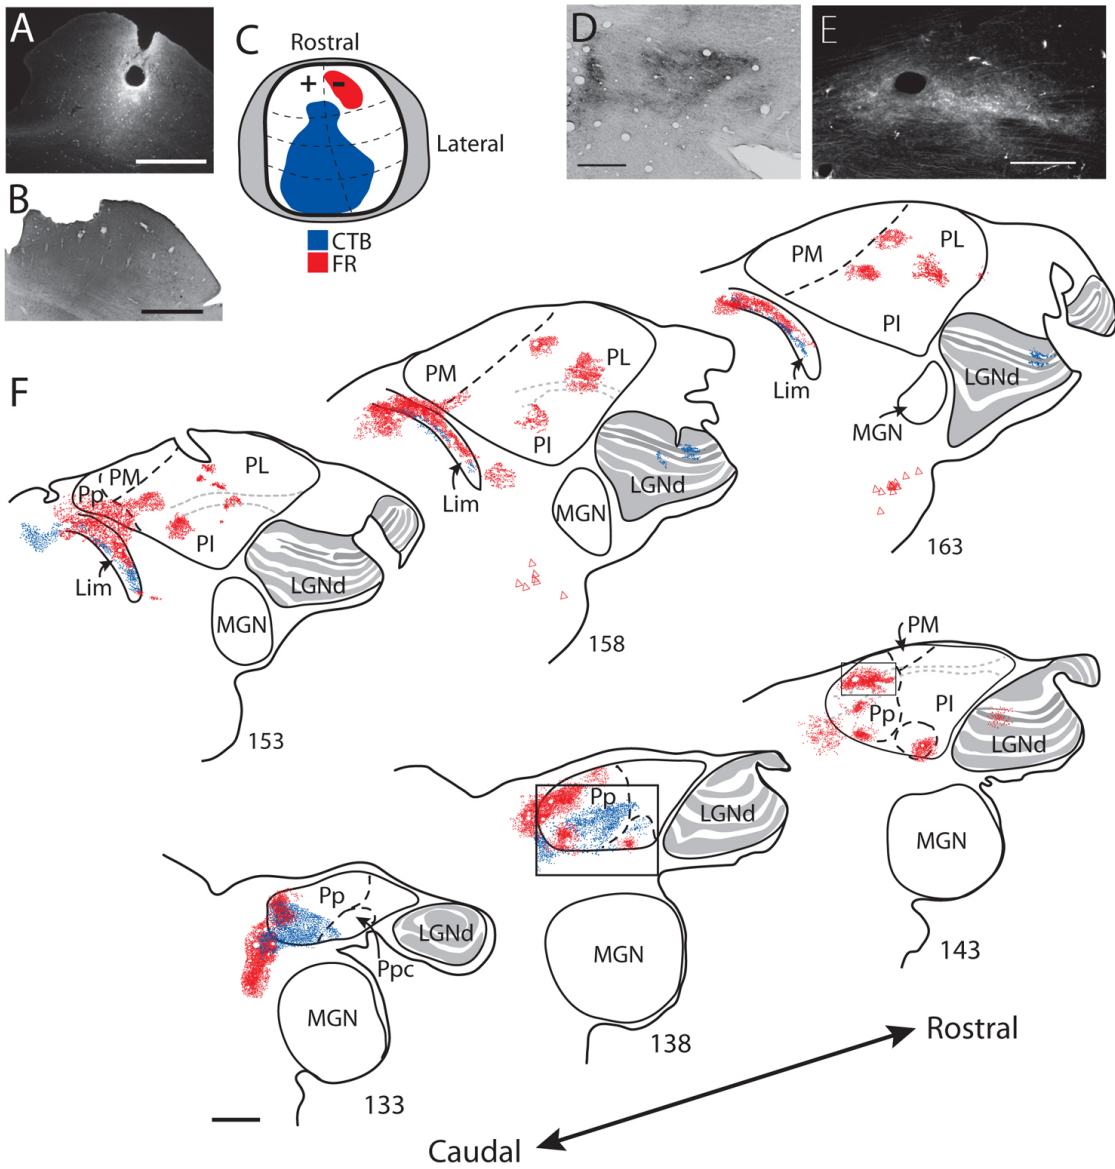 A
B
C
Rostral
+
-
Lateral
CTB
FR
D
E
F
PM
PL
PI
Lim
LGNd
MGN
163
PM
PL
PI
Lim
LGNd
MGN
158
PM
Pp
PL
PI
Lim
LGNd
MGN
153
PM
Pp
PI
LGNd
MGN
143
Pp
LGNd
MGN
138
Pp
LGNd
Ppc
MGN
133
Rostral
Caudal